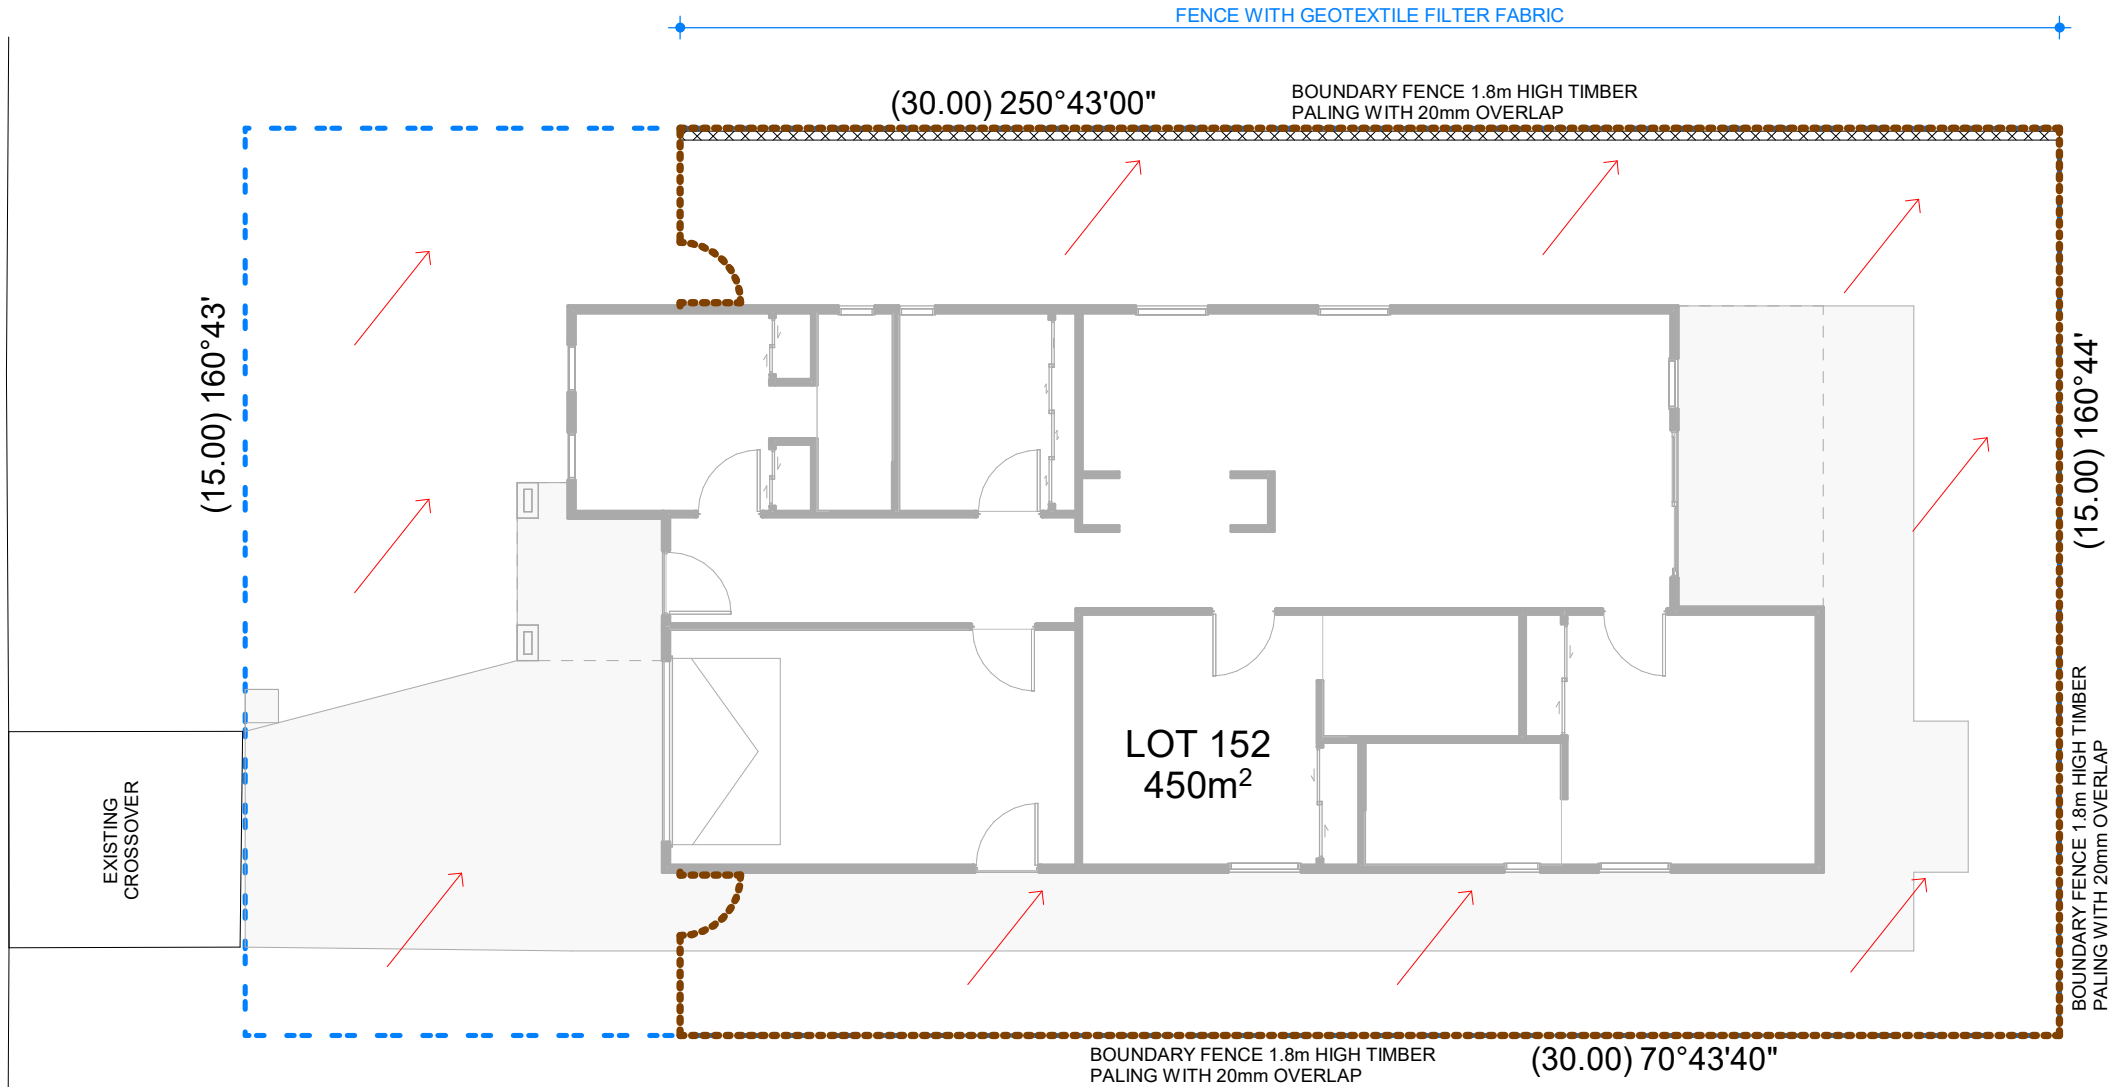 FENCE WITH GEOTEXTILE FILTER FABRIC
(30.00) 250°43'00"
BOUNDARY FENCE 1.8m HIGH TIMBER
PALING WITH 20mm OVERLAP
(15.00) 160°43'
(15.00) 160°44'
LOT 152
450m²
EXISTING
CROSSOVER
BOUNDARY FENCE 1.8m HIGH TIMBER
PALING WITH 20mm OVERLAP
BOUNDARY FENCE 1.8m HIGH TIMBER
PALING WITH 20mm OVERLAP
(30.00) 70°43'40"